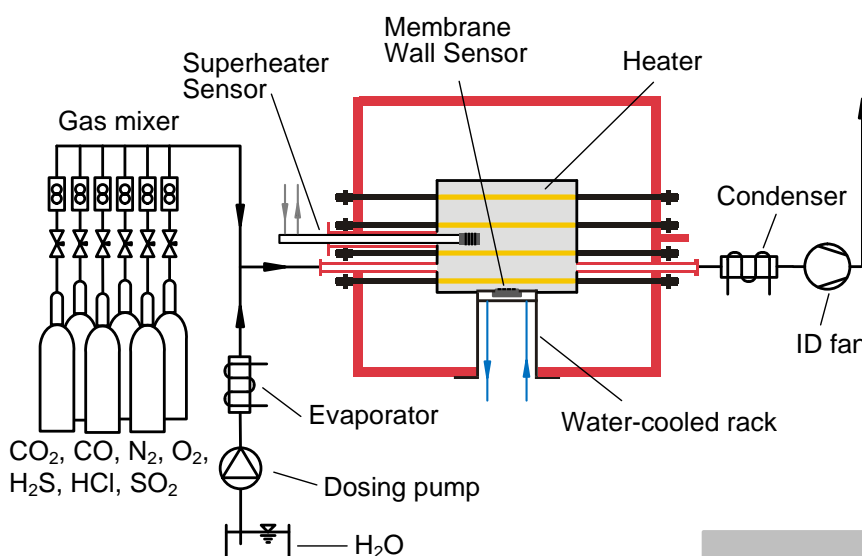 Membrane
Wall Sensor
Superheater
Sensor
Heater
Gas mixer
Condenser
ID fan
Evaporator
Water-cooled rack
CO₂, CO, N₂, O₂,
H₂S, HCl, SO₂
Dosing pump
H₂O